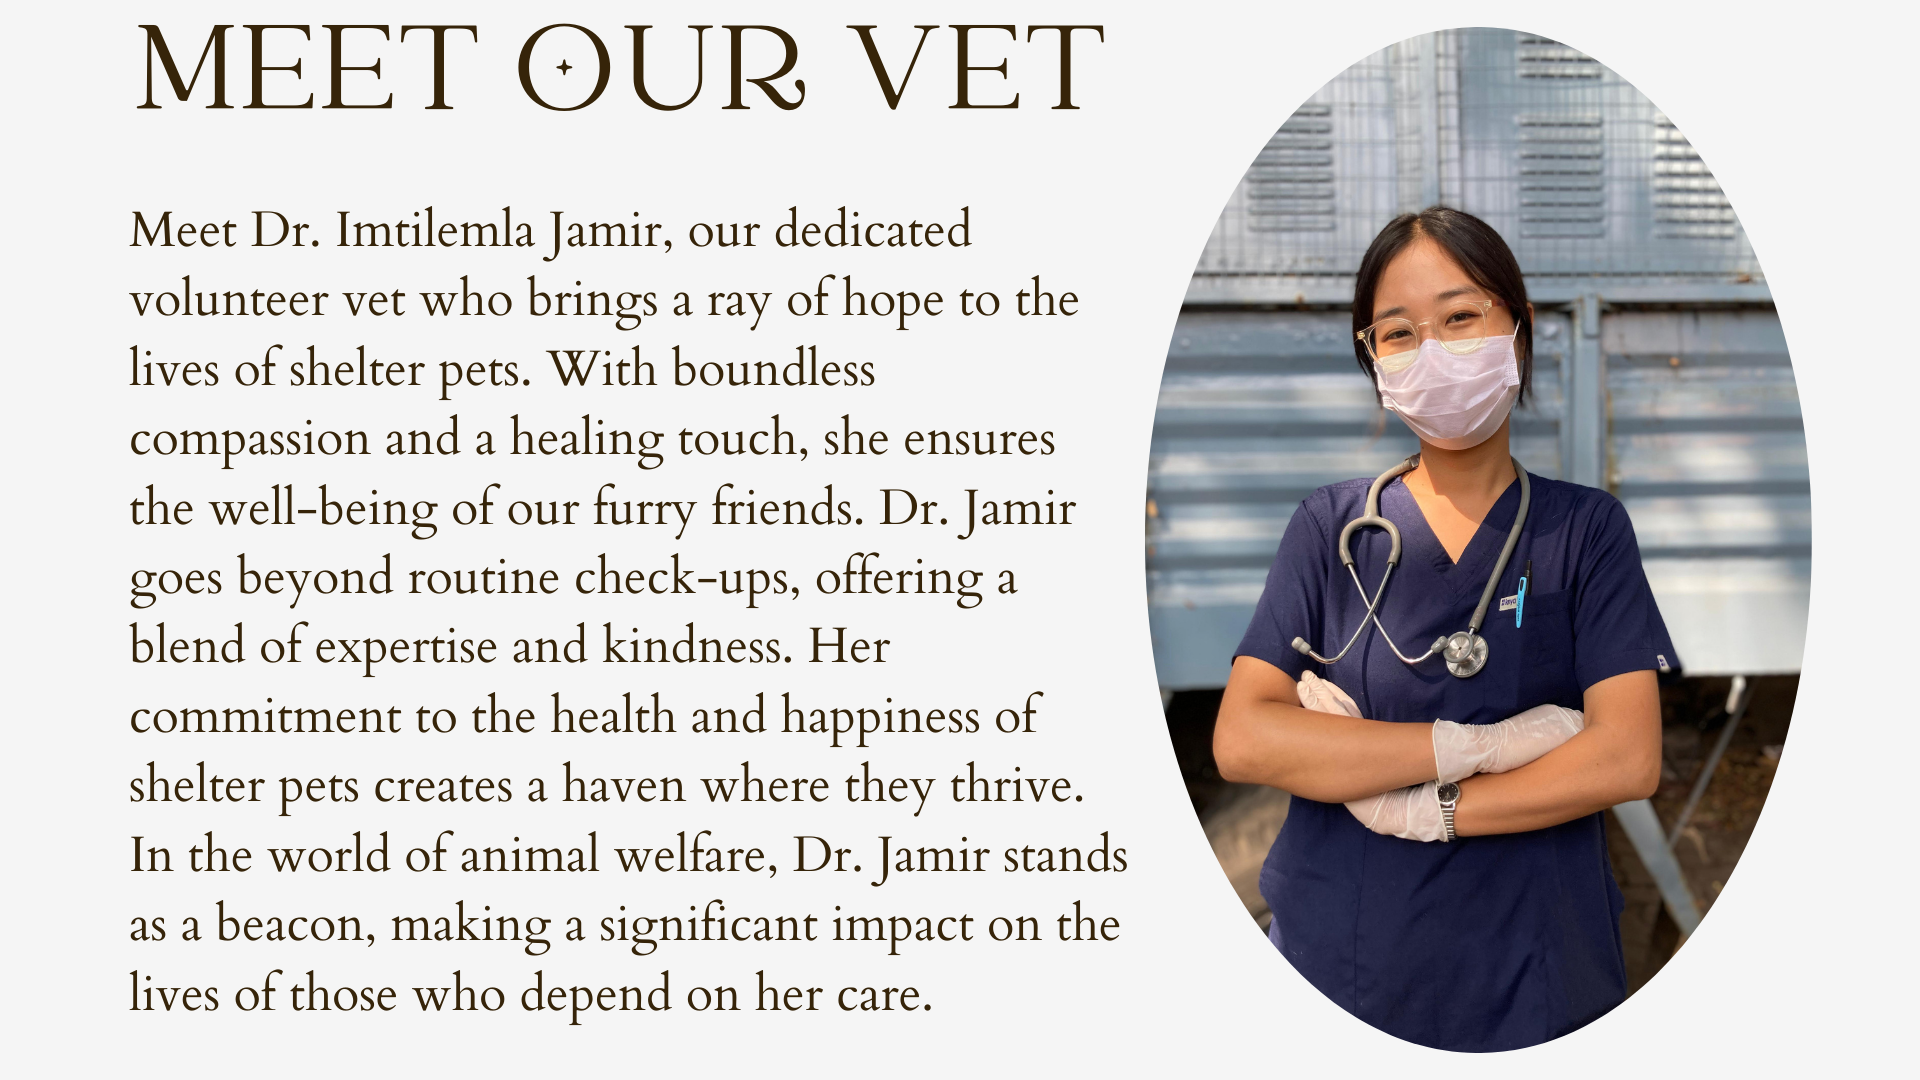 MEET OUR VET
Meet Dr. Imtilemla Jamir, our dedicated
volunteer vet who brings a ray of hope to the
lives of shelter pets. With boundless
compassion and a healing touch, she ensures
the well-being of our furry friends. Dr. Jamir
goes beyond routine check-ups, offering a
blend of expertise and kindness. Her
commitment to the health and happiness of
shelter pets creates a haven where they thrive.
In the world of animal welfare, Dr. Jamir stands
as a beacon, making a significant impact on the
lives of those who depend on her care.